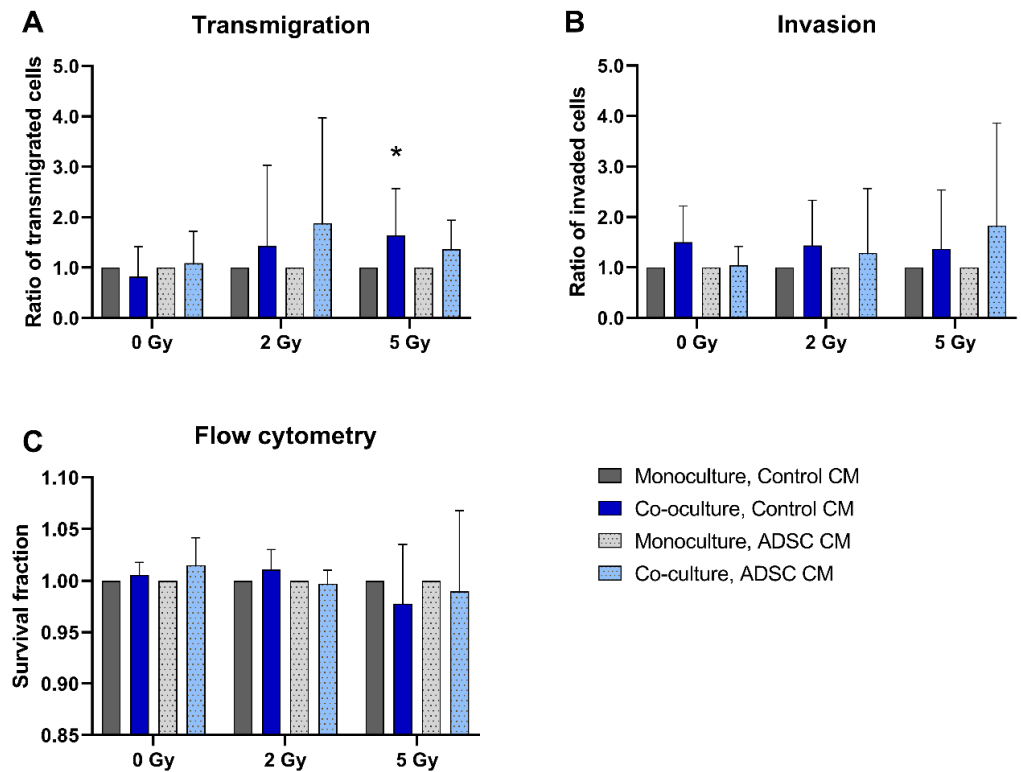 A
Transmigration
Ratio of transmigrated cells
5.0
4.0
3.0
2.0
1.0
0.0
*
0 Gy
2 Gy
5 Gy
B
Invasion
Ratio of invaded cells
5.0
4.0
3.0
2.0
1.0
0.0
0 Gy
2 Gy
5 Gy
C
Flow cytometry
Survival fraction
1.10
1.05
1.00
0.95
0.90
0.85
0 Gy
2 Gy
5 Gy
Monoculture, Control CM
Co-oculture, Control CM
Monoculture, ADSC CM
Co-culture, ADSC CM